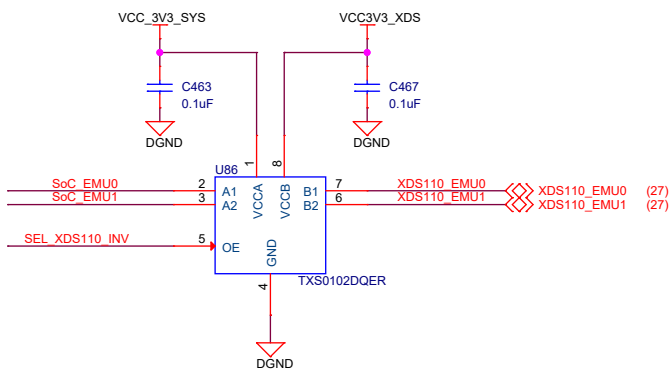 VCC_3V3_SYS
VCC3V3_XDS
C463
0.1uF
C467
0.1uF
DGND
DGND
U86
1
8
VCCA
VCCB
SoC_EMU0
2
A1
B1
7
XDS110_EMU0
XDS110_EMU0
(27)
SoC_EMU1
3
A2
B2
6
XDS110_EMU1
XDS110_EMU1
(27)
SEL_XDS110_INV
5
OE
GND
4
TXS0102DQER
DGND